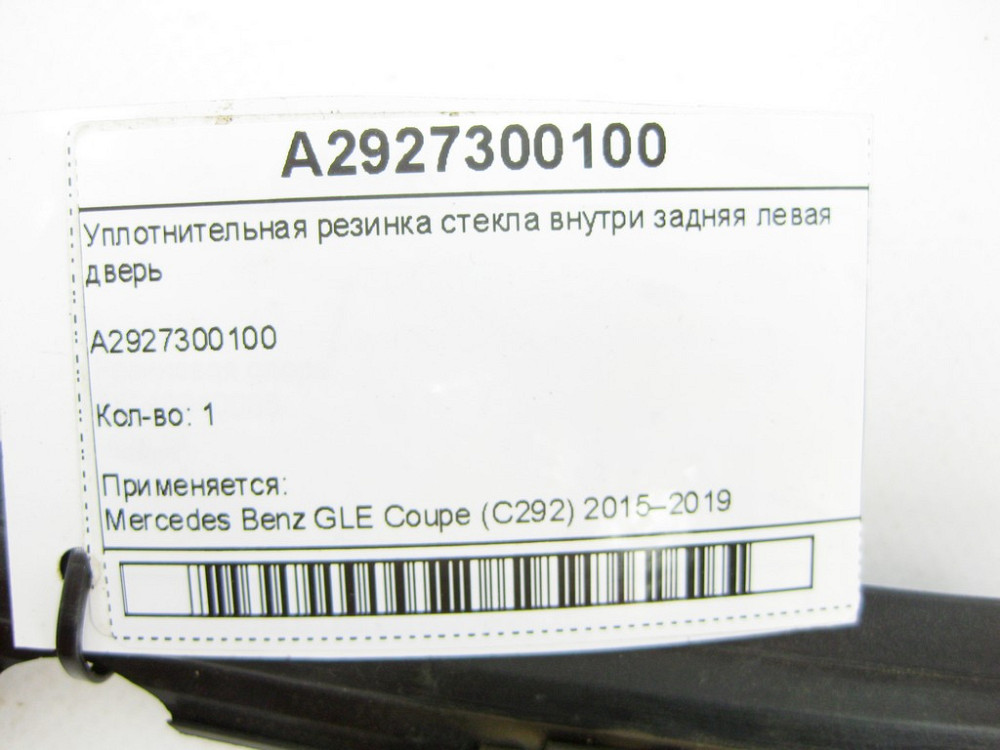 A2927300100
Уплотнительная резинка стекла внутри задняя левая
дверь
A2927300100
Кол-во: 1
Применяется:
Mercedes Benz GLE Coupe (C292) 2015–2019